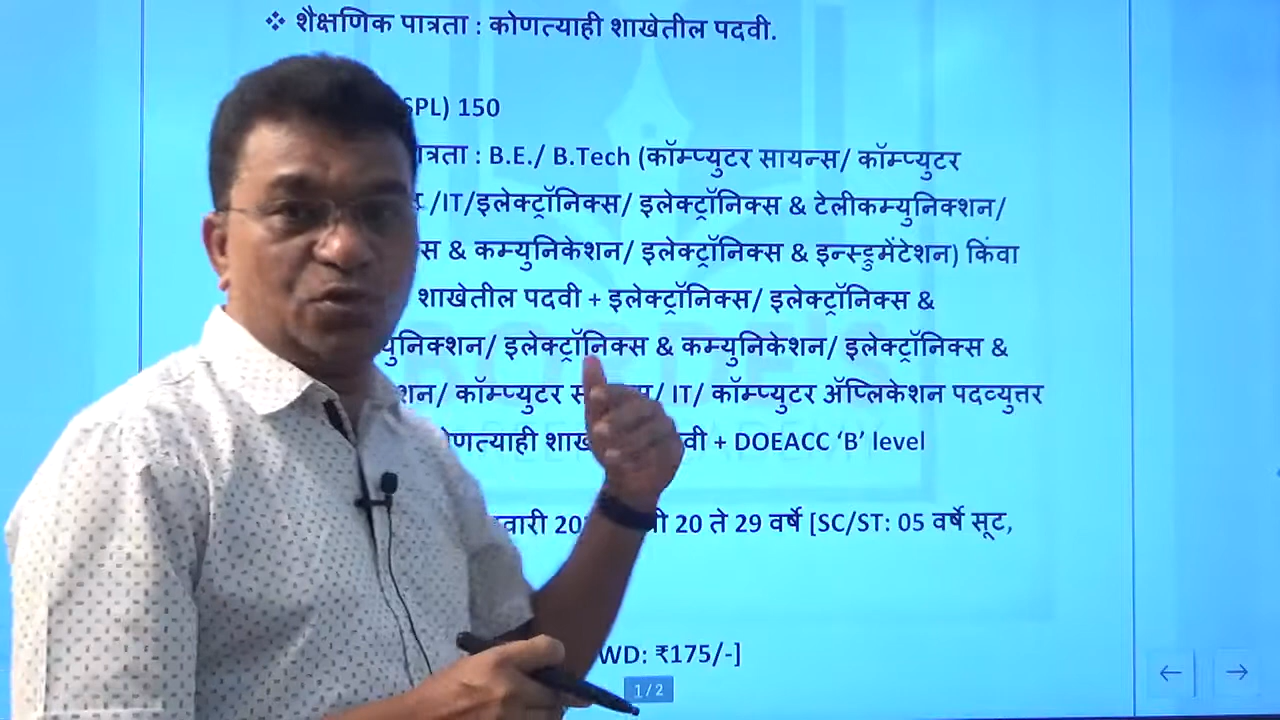 ❖ शैक्षणिक पात्रता : कोणत्याही शाखेतील पदवी.
SPL) 150
पात्रता : B.E./ B.Tech (कॉम्प्युटर सायन्स/ कॉम्प्युटर
/IT/इलेक्ट्रॉनिक्स/ इलेक्ट्रॉनिक्स & टेलीकम्युनिक्शन/
& कम्युनिकेशन/ इलेक्ट्रॉनिक्स & इन्स्ट्रुमेंटेशन) किंवा
शाखेतील पदवी + इलेक्ट्रॉनिक्स/ इलेक्ट्रॉनिक्स &
युनिक्शन/ इलेक्ट्रॉनिक्स & कम्युनिकेशन/ इलेक्ट्रॉनिक्स &
शन/ कॉम्प्युटर / IT/ कॉम्प्युटर ॲप्लिकेशन पदव्युत्तर
+ DOEACC ‘B’ level
20 ते 29 वर्षे [SC/ST: 05 वर्षे सूट,
WD: ₹175/-]
1/2
← →